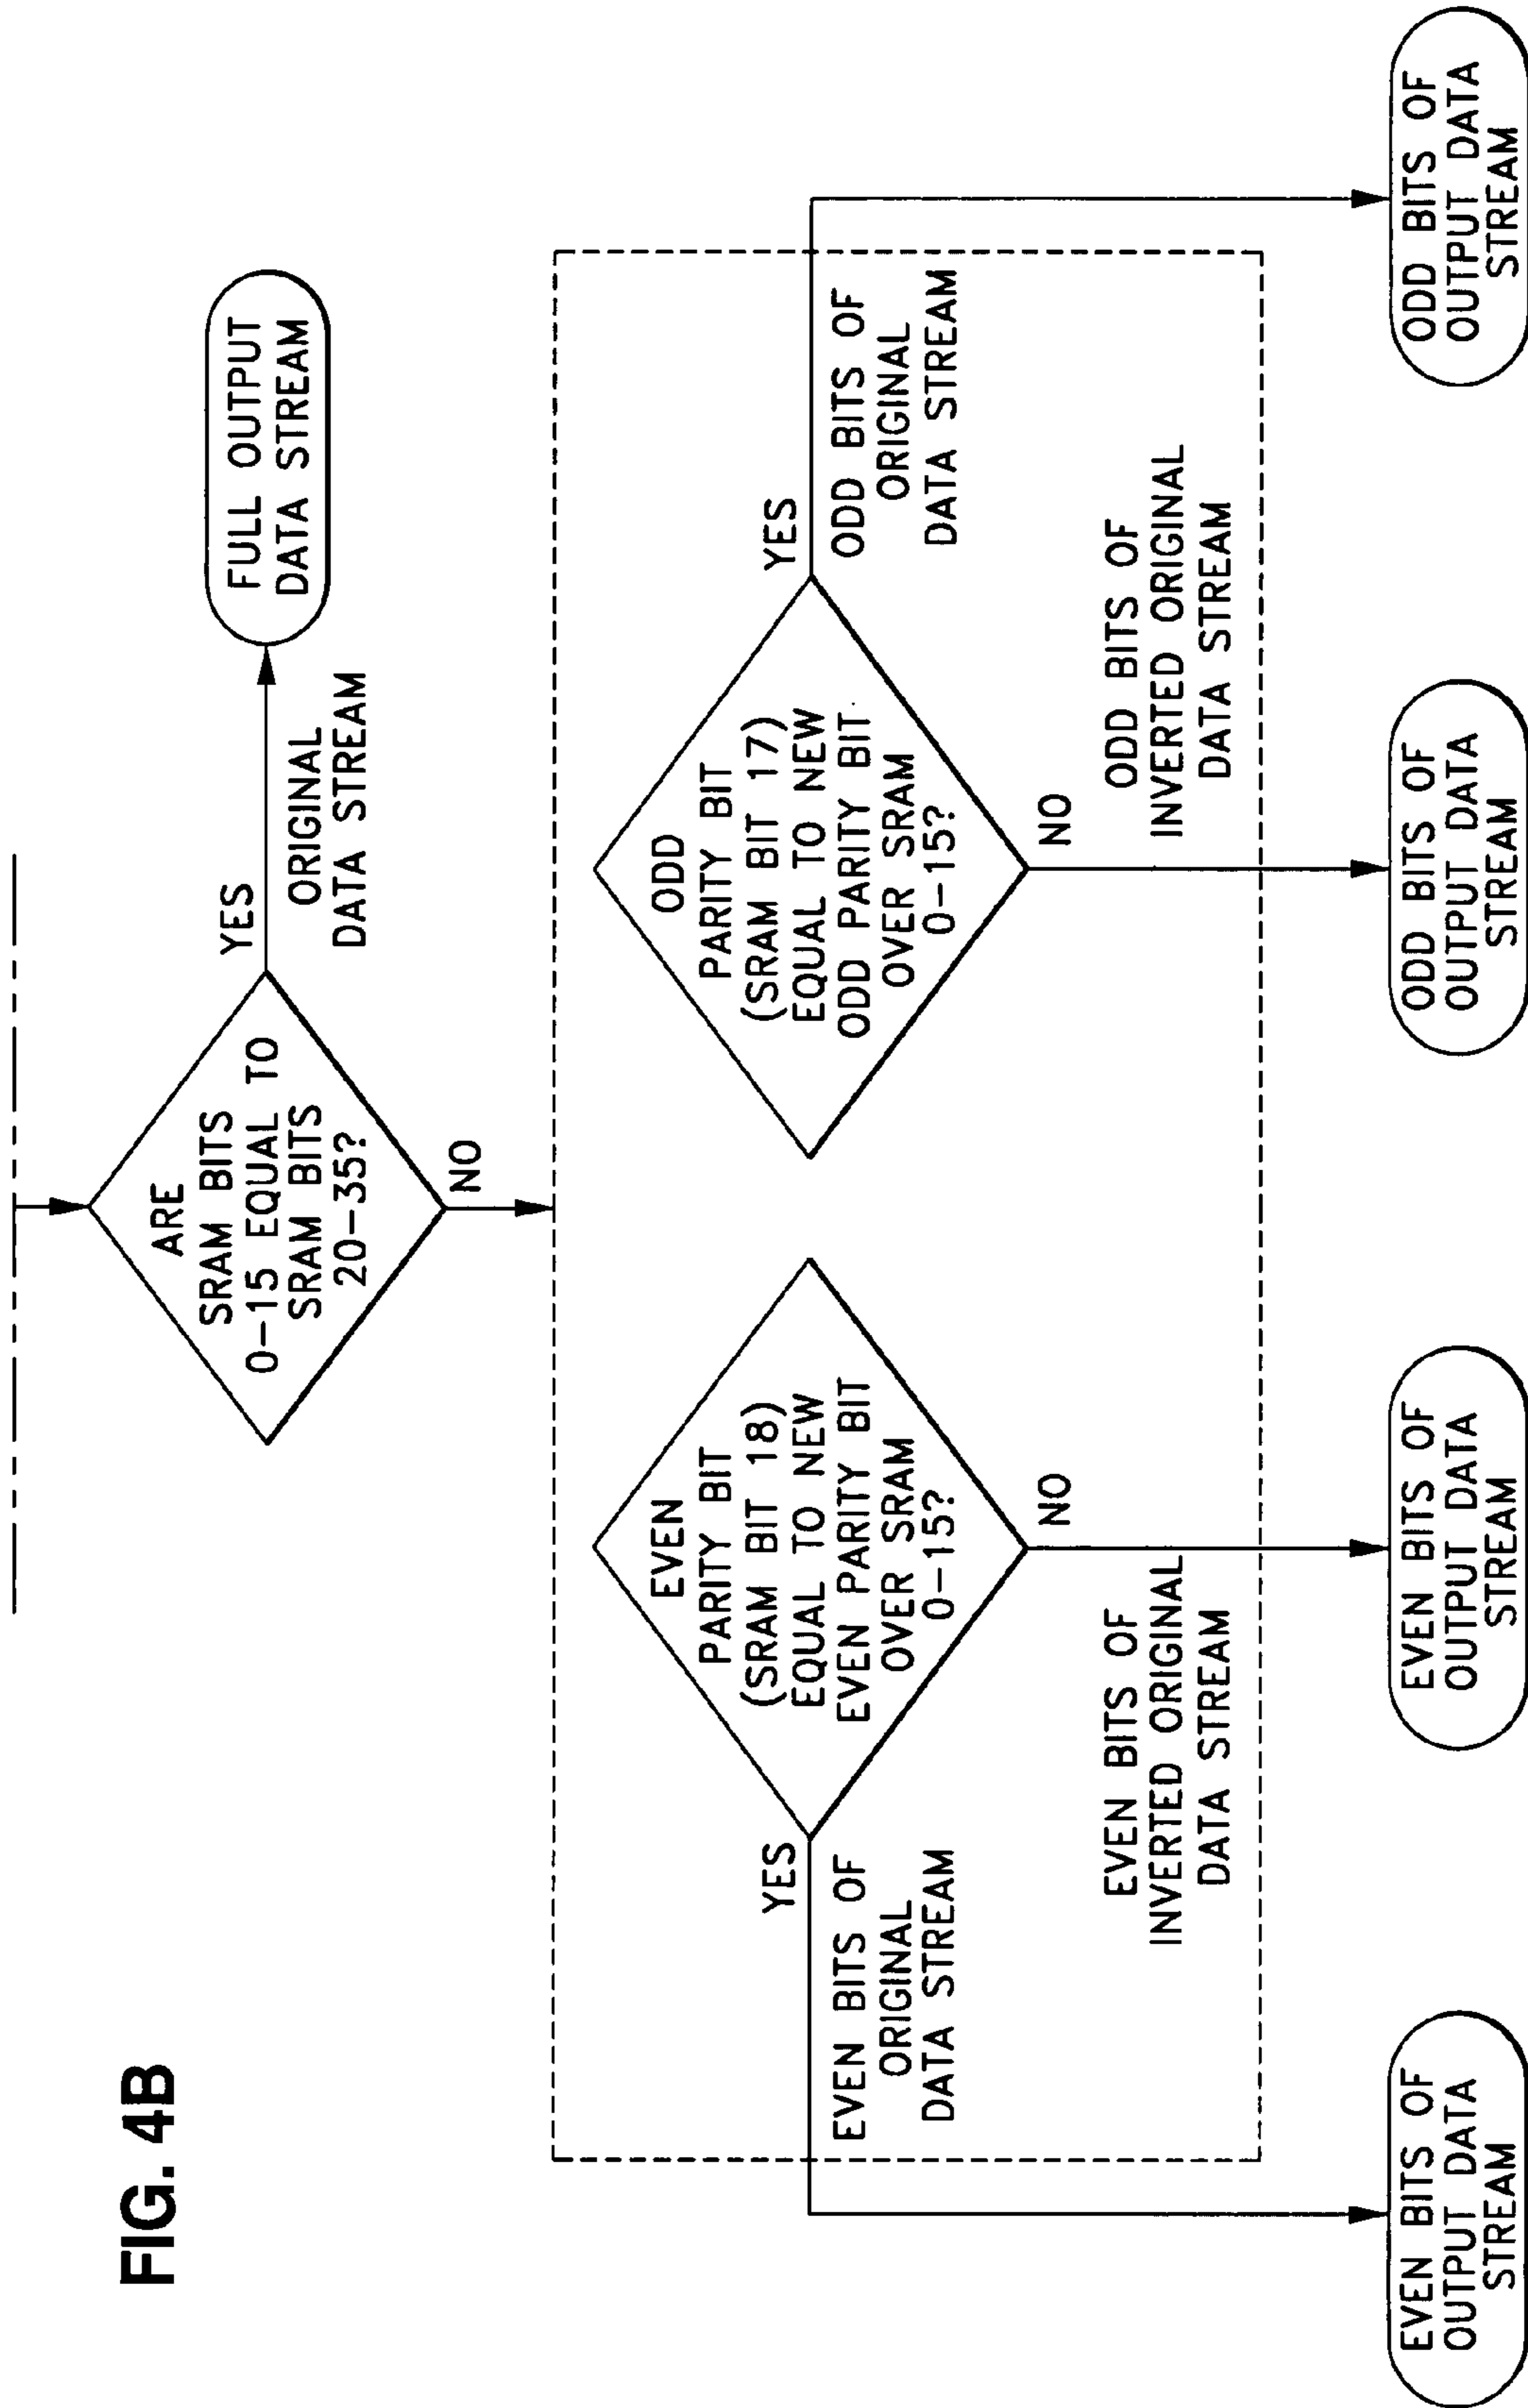 FIG. 4B
ARE
SRAM BITS
0-15 EQUAL TO
SRAM BITS
20-35?
YES
ORIGINAL
DATA STREAM
FULL OUTPUT
DATA STREAM
NO
EVEN
PARITY BIT
(SRAM BIT 18)
EQUAL TO NEW
EVEN PARITY BIT
OVER SRAM
0-15?
YES
EVEN BITS OF
ORIGINAL
DATA STREAM
NO
EVEN BITS OF
INVERTED ORIGINAL
DATA STREAM
ODD
PARITY BIT
(SRAM BIT 17)
EQUAL TO NEW
ODD PARITY BIT
OVER SRAM
0-15?
YES
ODD BITS OF
ORIGINAL
DATA STREAM
NO
ODD BITS OF
INVERTED ORIGINAL
DATA STREAM
EVEN BITS OF
OUTPUT DATA
STREAM
EVEN BITS OF
OUTPUT DATA
STREAM
ODD BITS OF
OUTPUT DATA
STREAM
ODD BITS OF
OUTPUT DATA
STREAM